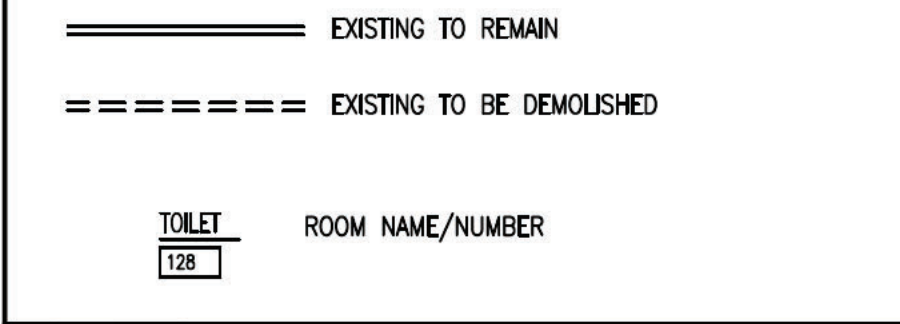 EXISTING TO REMAIN
EXISTING TO BE DEMOLISHED
TOILET ROOM NAME/NUMBER
128